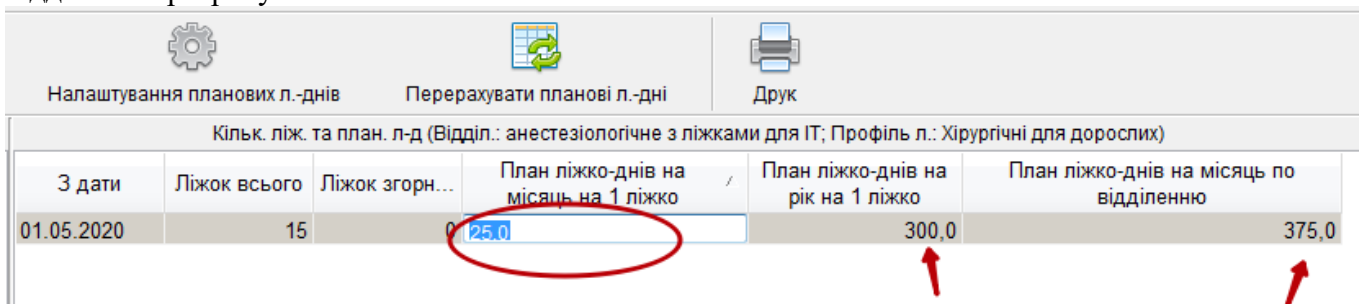 Налаштування планових л.-днів Перерахувати планові л.-дні Друк
Кільк. ліж. та план. л-д (Відділ.: анестезіологічне з ліжками для ІТ; Профіль л.: Хірургічні для дорослих)
З дати Ліжок всього Ліжок згорн... План ліжко-днів на місяць на 1 ліжко План ліжко-днів на рік на 1 ліжко План ліжко-днів на місяць по відділенню
01.05.2020 15 0 25.0 300,0 375,0